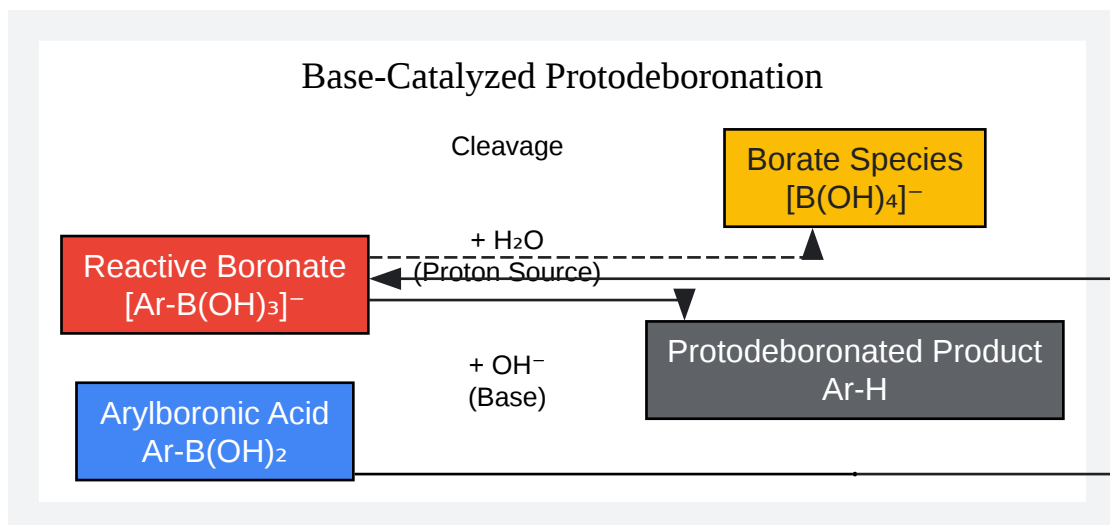 Base-Catalyzed Protodeboronation
Cleavage
Borate Species
[B(OH)₄]⁻
+ H₂O
(Proton Source)
Reactive Boronate
[Ar-B(OH)₃]⁻
Protodeboronated Product
Ar-H
+ OH⁻
(Base)
Arylboronic Acid
Ar-B(OH)₂